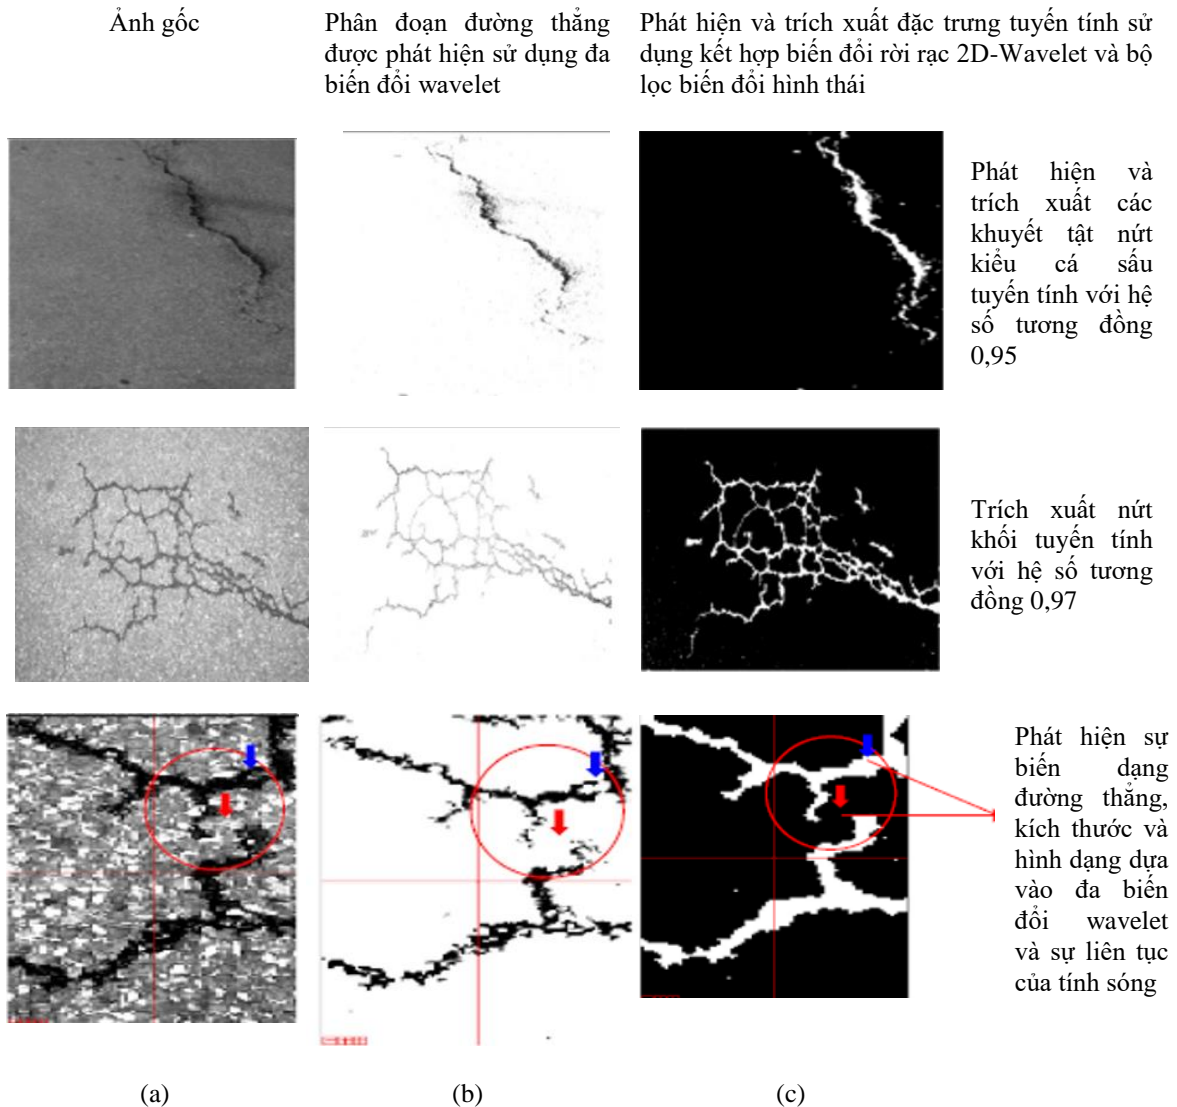 Ảnh gốc
Phân đoạn đường thẳng
được phát hiện sử dụng đa
biến đổi wavelet
Phát hiện và trích xuất đặc trưng tuyến tính sử
dụng kết hợp biến đổi rời rạc 2D-Wavelet và bộ
lọc biến đổi hình thái
Phát hiện và
trích xuất các
khuyết tật nứt
kiểu cá sấu
tuyến tính với hệ
số tương đồng
0,95
Trích xuất nứt
khối tuyến tính
với hệ số tương
đồng 0,97
Phát hiện sự
biến dạng
đường thẳng,
kích thước và
hình dạng dựa
vào đa biến
đổi wavelet
và sự liên tục
của tính sóng
(a)
(b)
(c)